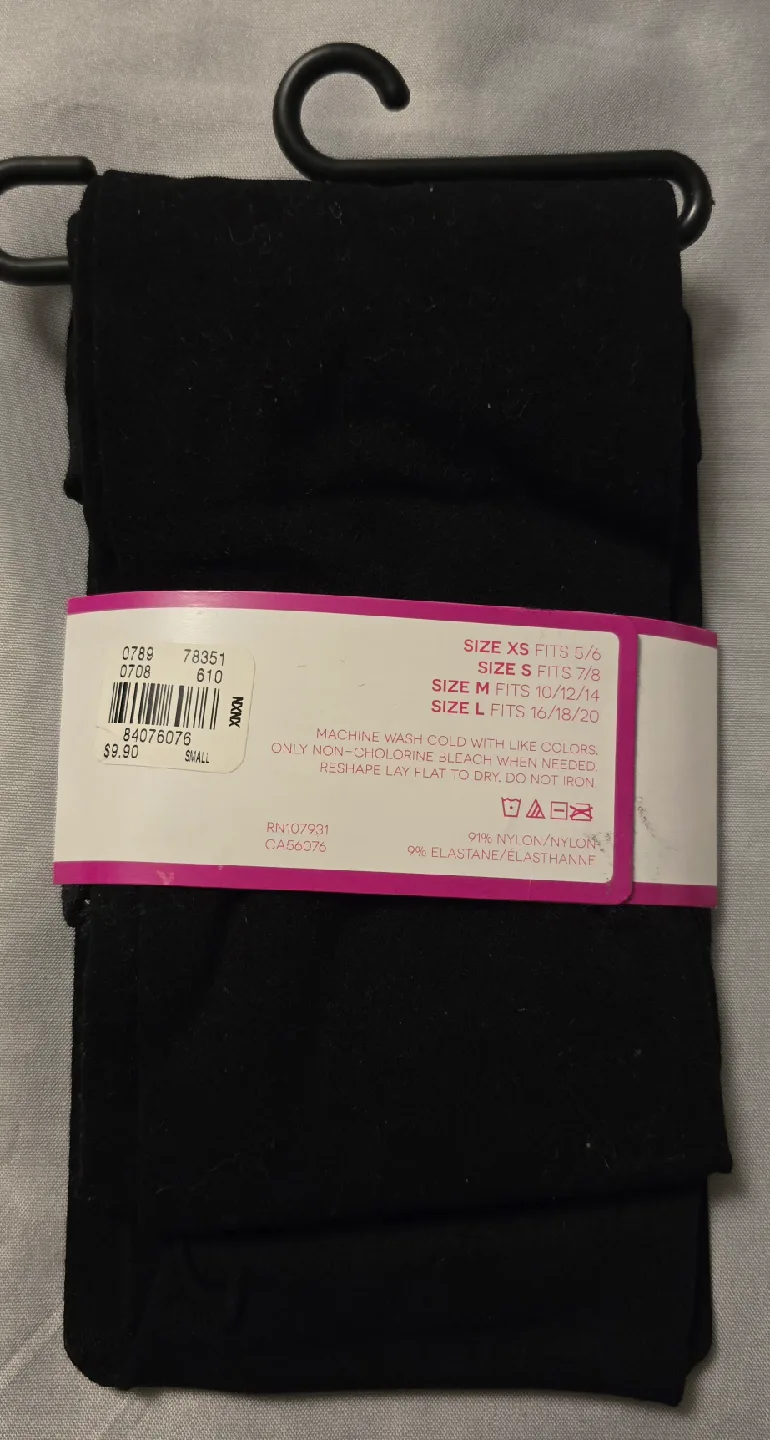 0789 78351
0708 610
84076076
$9.90 SMALL
NXNX
SIZE XS FITS 5/6
SIZE S FITS 7/8
SIZE M FITS 10/12/14
SIZE L FITS 16/18/20
MACHINE WASH COLD WITH LIKE COLORS.
ONLY NON-CHOLORINE BLEACH WHEN NEEDED.
RESHAPE LAY FLAT TO DRY. DO NOT IRON
RN107931
CA56076
91% NYLON/NYLON
9% ELASTANE/ÉLASTHANNE